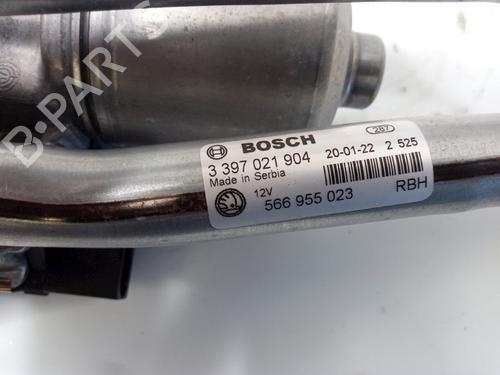 B-PARTS
BOSCH
287
3 397 021 904 20-01-22 2 525
Made in Serbia
12V
566 955 023 RBH